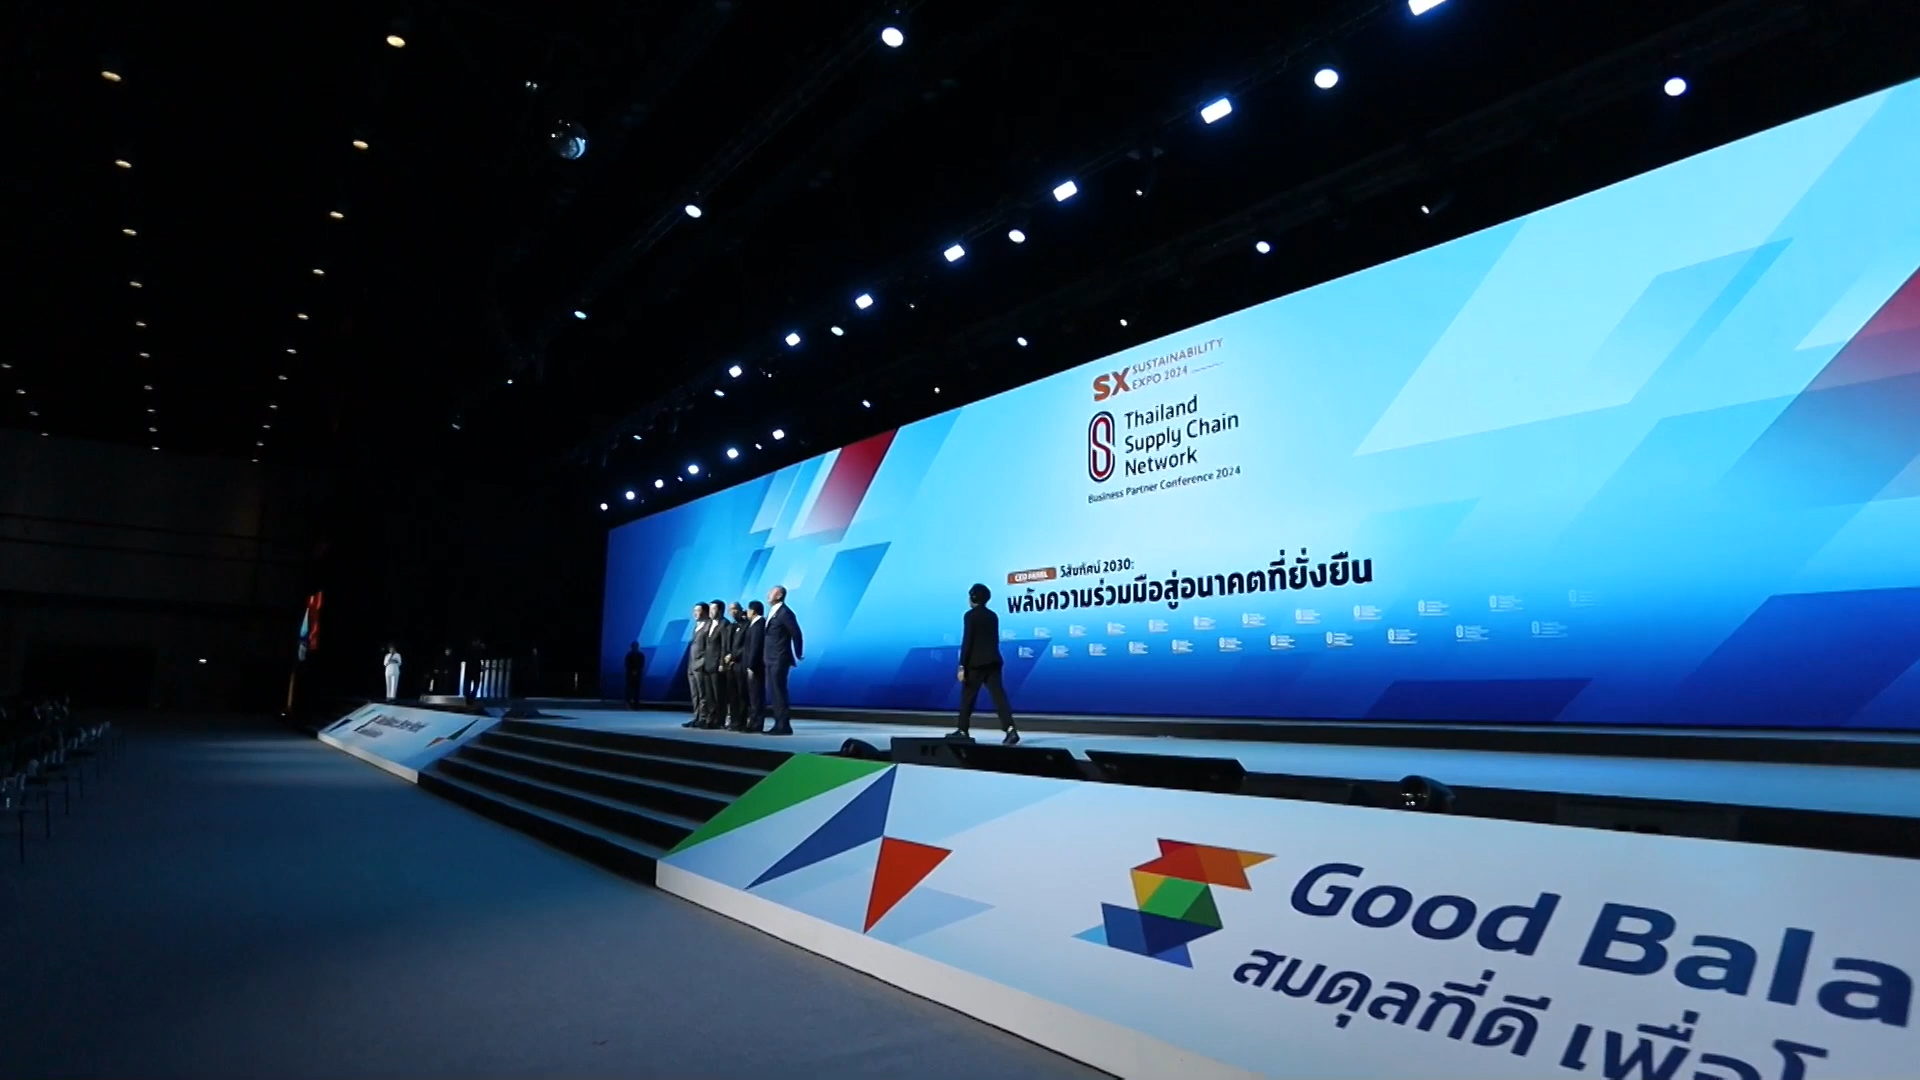 SX SUSTAINABILITY
EXPO 2024
Thailand
Supply Chain
Network
Business Partner Conference 2024
CEO PANEL วิสัยทัศน์ 2030:
พลังความร่วมมือสู่อนาคตที่ยั่งยืน
Good Bala
สมดุลที่ดี เพื่อโ